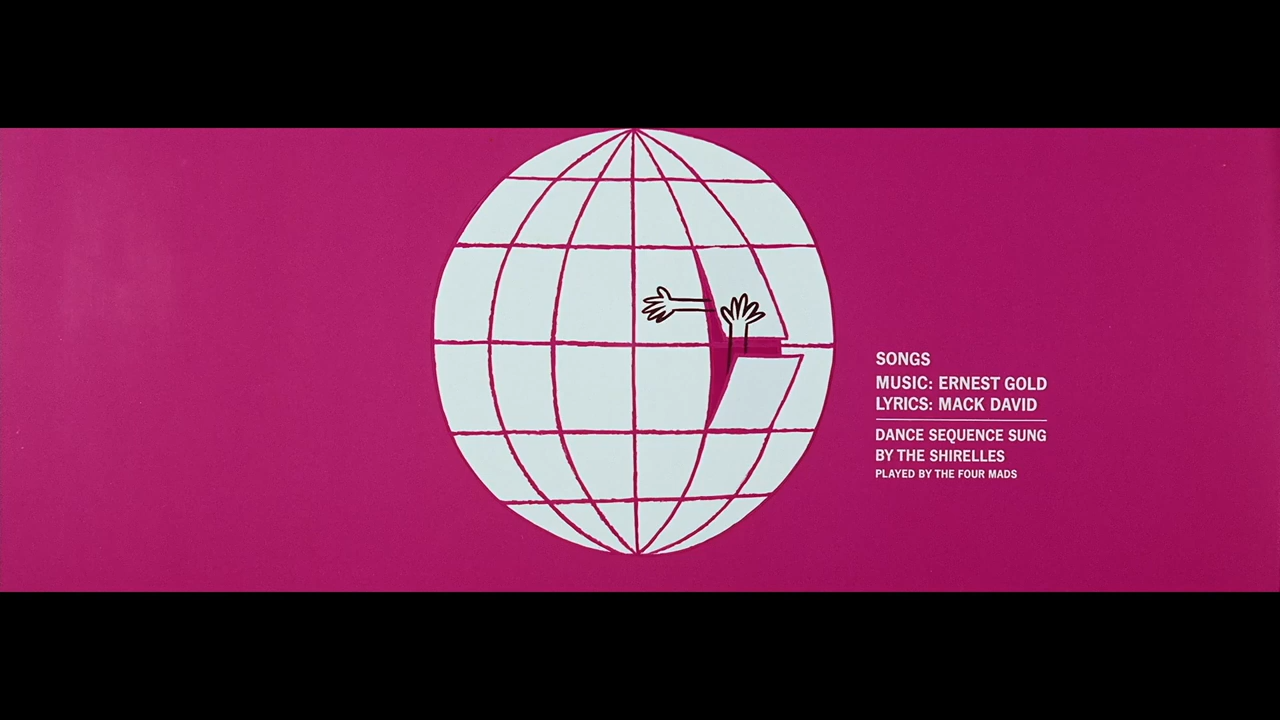 SONGS
MUSIC: ERNEST GOLD
LYRICS: MACK DAVID
DANCE SEQUENCE SUNG
BY THE SHIRELLES
PLAYED BY THE FOUR MADS